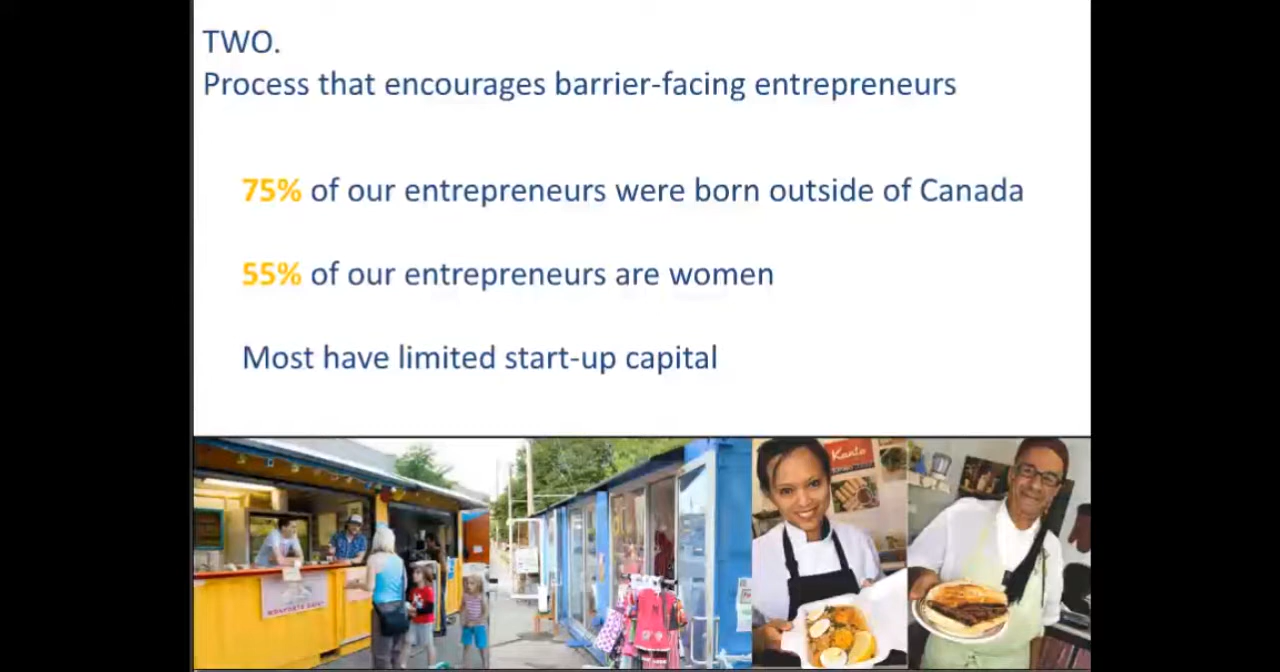 TWO.
Process that encourages barrier-facing entrepreneurs
75% of our entrepreneurs were born outside of Canada
55% of our entrepreneurs are women
Most have limited start-up capital
Kanto